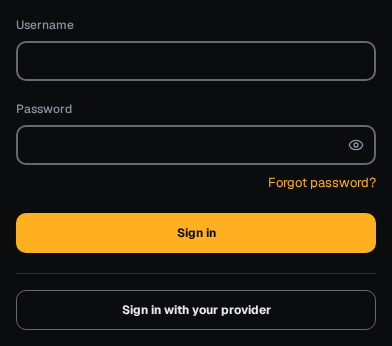 Username
Password
Forgot password?
Sign in
Sign in with your provider